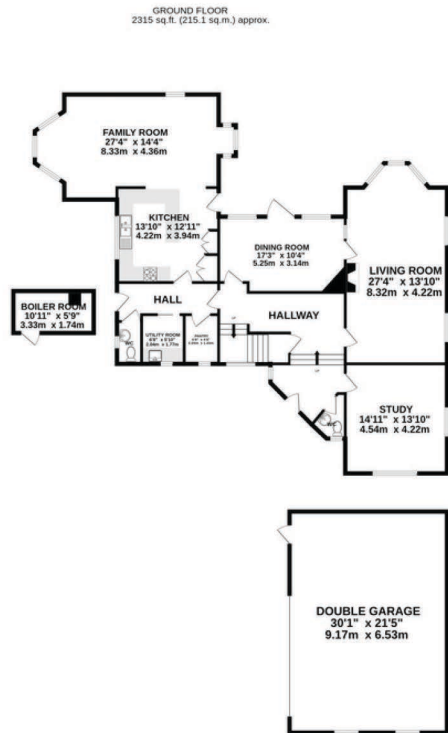 GROUND FLOOR
2315 sq.ft. (215.1 sq.m.) approx.
FAMILY ROOM
27'4" x 14'4"
8.33m x 4.36m
KITCHEN
13'10" x 12'11"
4.22m x 3.94m
DINING ROOM
17'3" x 10'4"
5.25m x 3.14m
LIVING ROOM
27'4" x 13'10"
8.32m x 4.22m
HALL
HALLWAY
BOILER ROOM
10'11" x 5'9"
3.33m x 1.74m
WC
UTILITY ROOM
PANTRY
UP
WC
STUDY
14'11" x 13'10"
4.54m x 4.22m
DOUBLE GARAGE
30'1" x 21'5"
9.17m x 6.53m